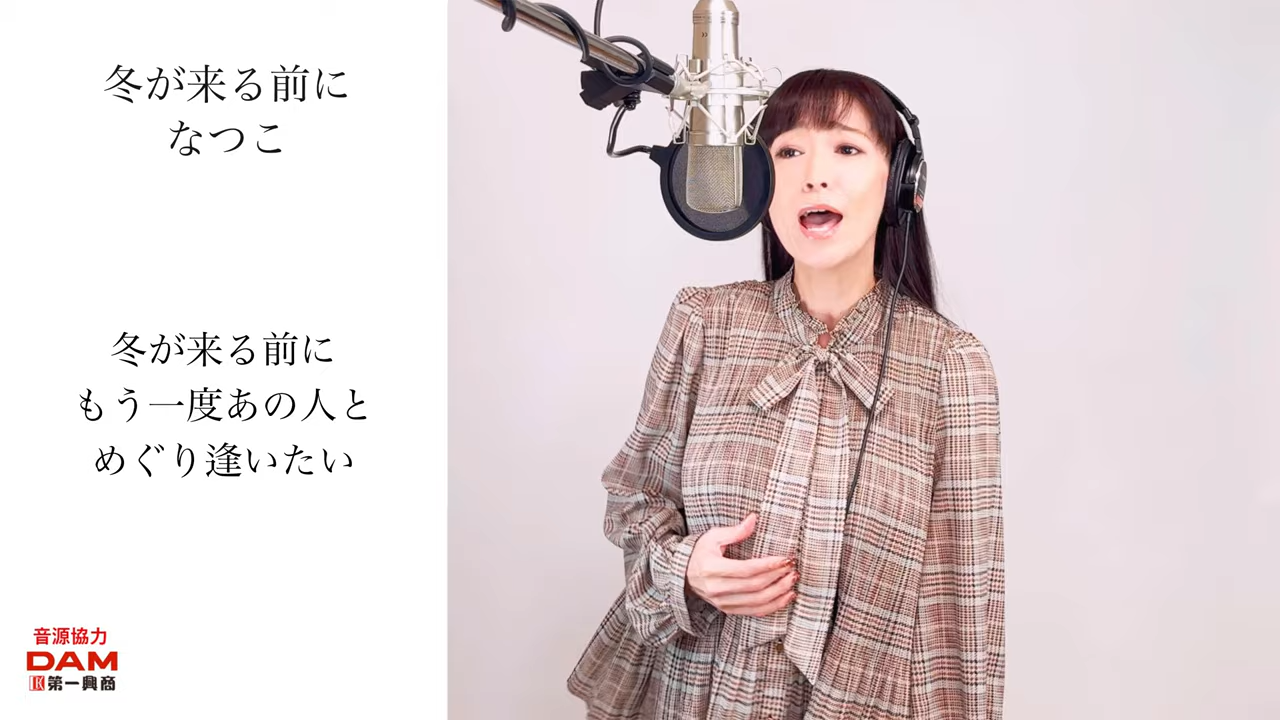 冬が来る前に
なつこ
冬が来る前に
もう一度あの人と
めぐり逢いたい
音源協力
DAM
第一興商